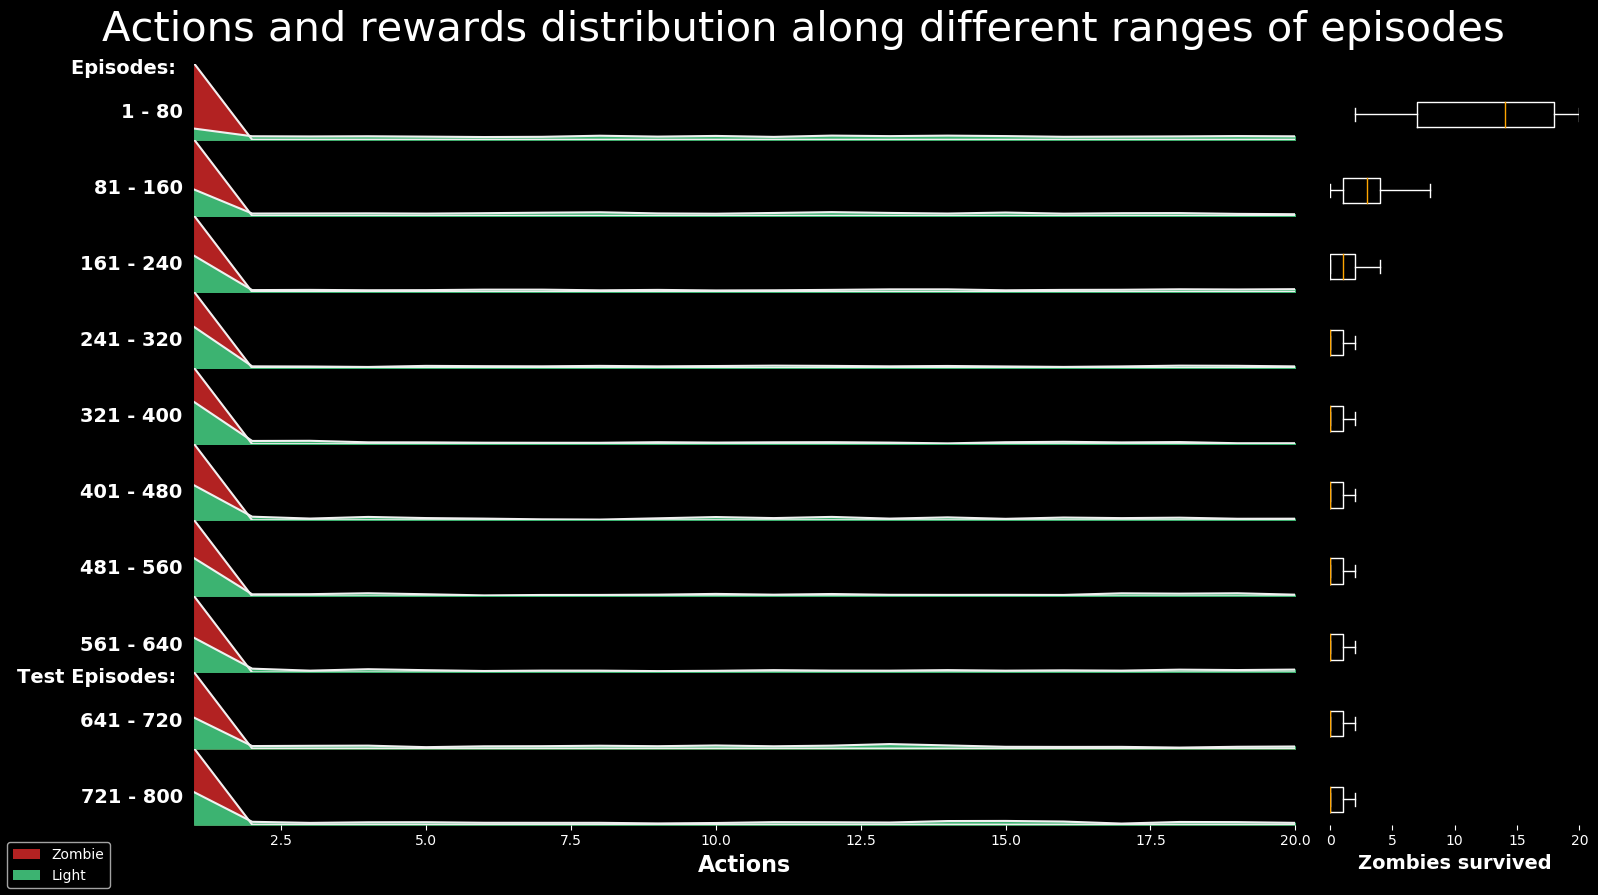 Actions and rewards distribution along different ranges of episodes
Episodes:
1 - 80
81 - 160
161 - 240
241 - 320
321 - 400
401 - 480
481 - 560
561 - 640
Test Episodes:
641 - 720
721 - 800
2.5 5.0 7.5 10.0 12.5 15.0 17.5 20.0 0 5 10 15 20
Actions
Zombies survived
Zombie
Light